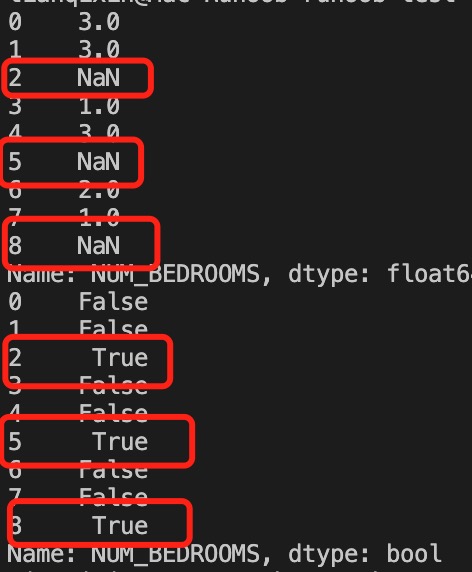 0 3.0
1 3.0
2 NaN
3 1.0
4 3.0
5 NaN
6 2.0
7 1.0
8 NaN
Name: NUM_BEDROOMS, dtype: float64
0 False
1 False
2 True
3 False
4 False
5 True
6 False
7 False
8 True
Name: NUM_BEDROOMS, dtype: bool